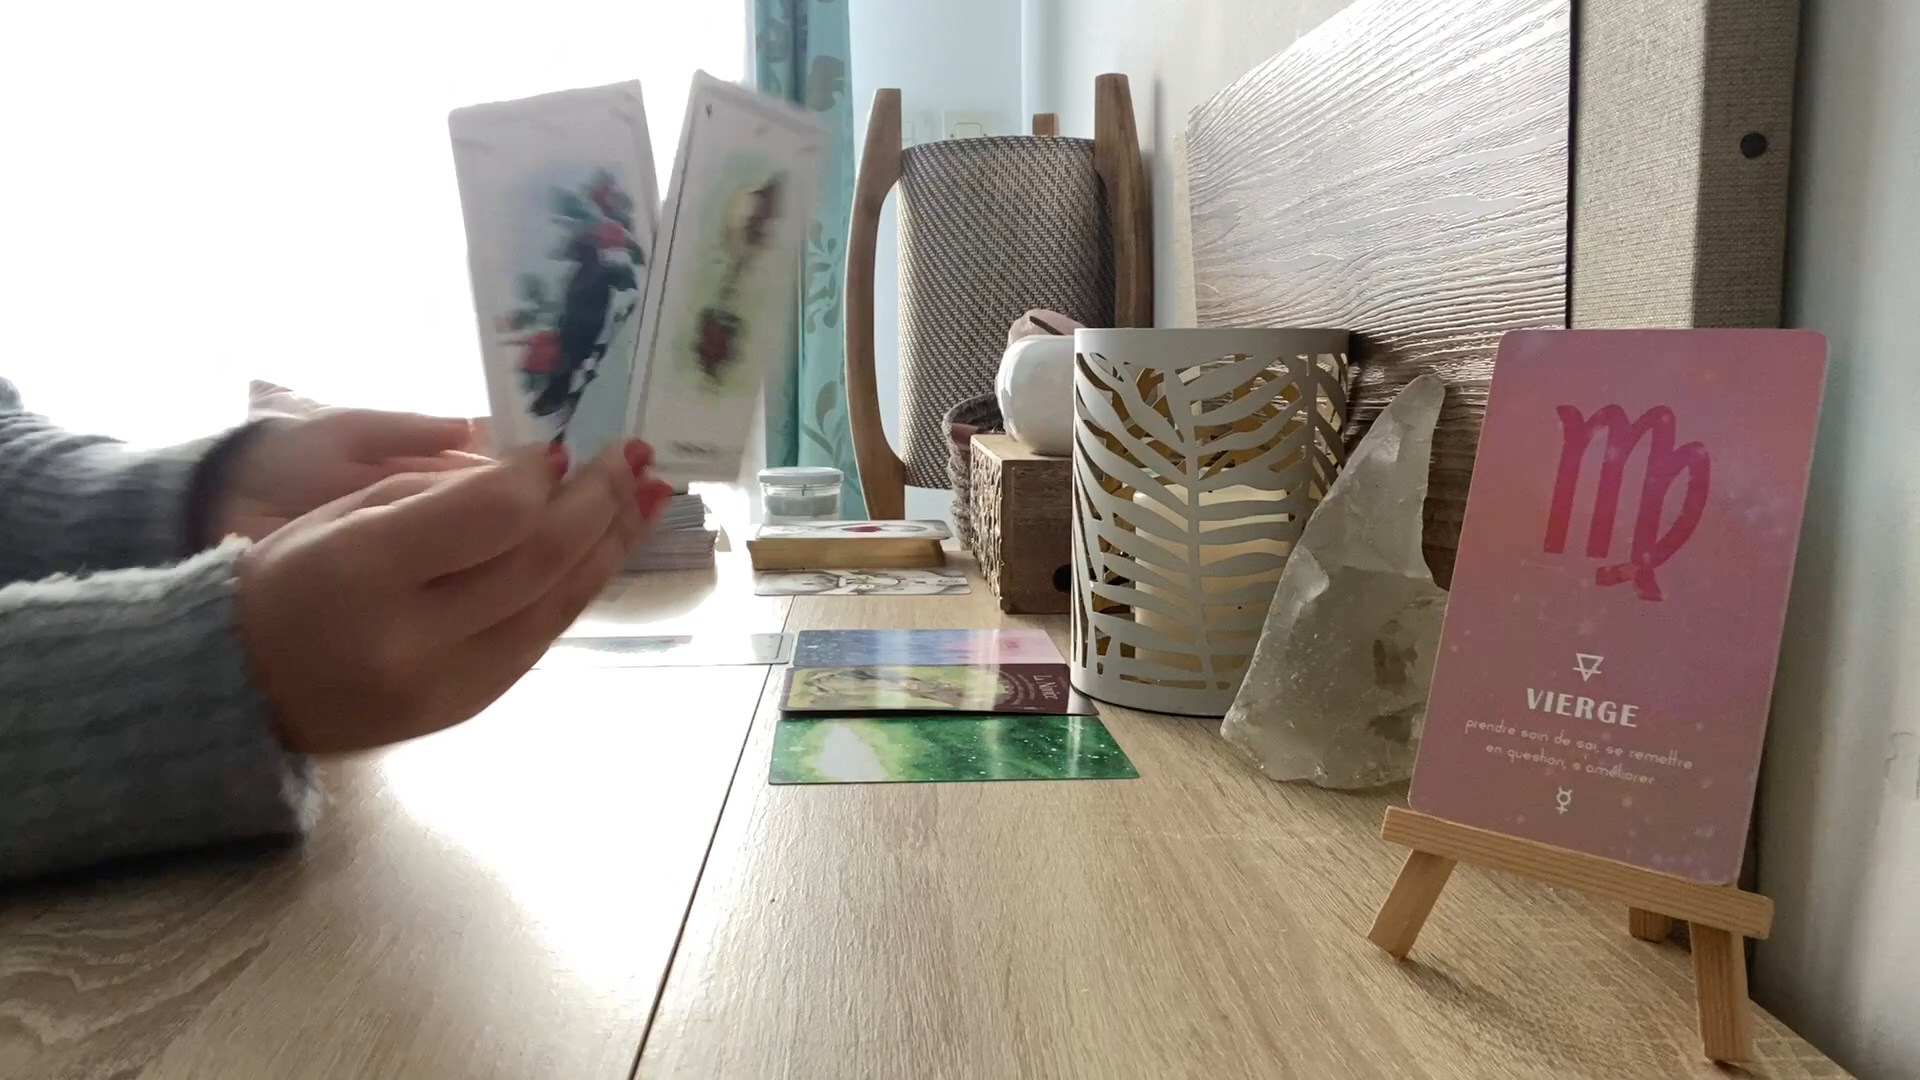 VIERGE
prendre soin de soi, se remettre
en question, s'améliorer